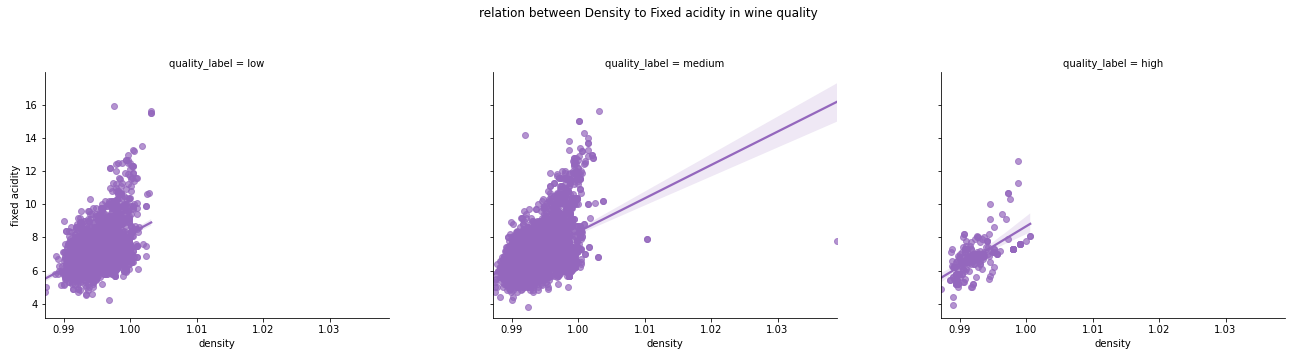 relation between Density to Fixed acidity in wine quality
quality_label = low
quality_label = medium
quality_label = high
fixed acidity
16
14
12
10
8
6
4
0.99 1.00 1.01 1.02 1.03
0.99 1.00 1.01 1.02 1.03
0.99 1.00 1.01 1.02 1.03
density
density
density